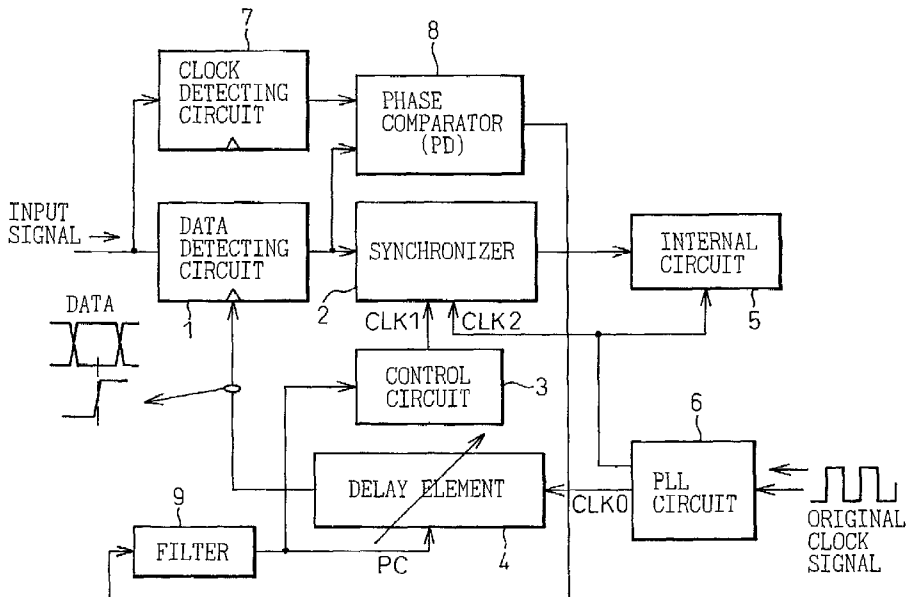 7
CLOCK
DETECTING
CIRCUIT
8
PHASE
COMPARATOR
(PD)
INPUT
SIGNAL
DATA
DETECTING
CIRCUIT
1
SYNCHRONIZER
2
INTERNAL
CIRCUIT
5
DATA
CLK1
CLK2
CONTROL
CIRCUIT
3
6
PLL
CIRCUIT
DELAY ELEMENT
4
CLK0
ORIGINAL
CLOCK
SIGNAL
9
FILTER
PC